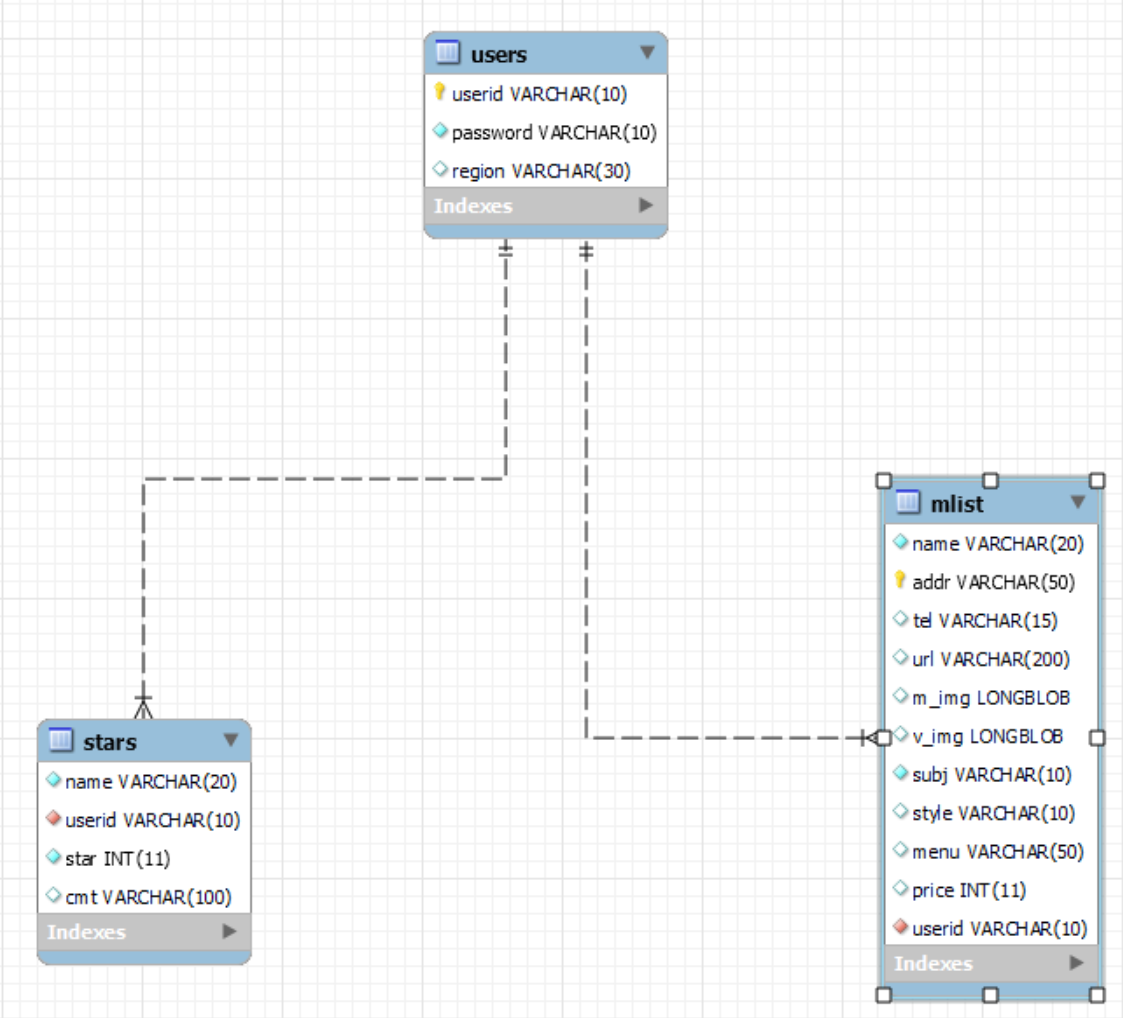 users
userid VARCHAR(10)
password VARCHAR(10)
region VARCHAR(30)
Indexes
stars
name VARCHAR(20)
userid VARCHAR(10)
star INT(11)
cmt VARCHAR(100)
Indexes
mlist
name VARCHAR(20)
addr VARCHAR(50)
tel VARCHAR(15)
url VARCHAR(200)
m_img LONGBLOB
v_img LONGBLOB
subj VARCHAR(10)
style VARCHAR(10)
menu VARCHAR(50)
price INT(11)
userid VARCHAR(10)
Indexes